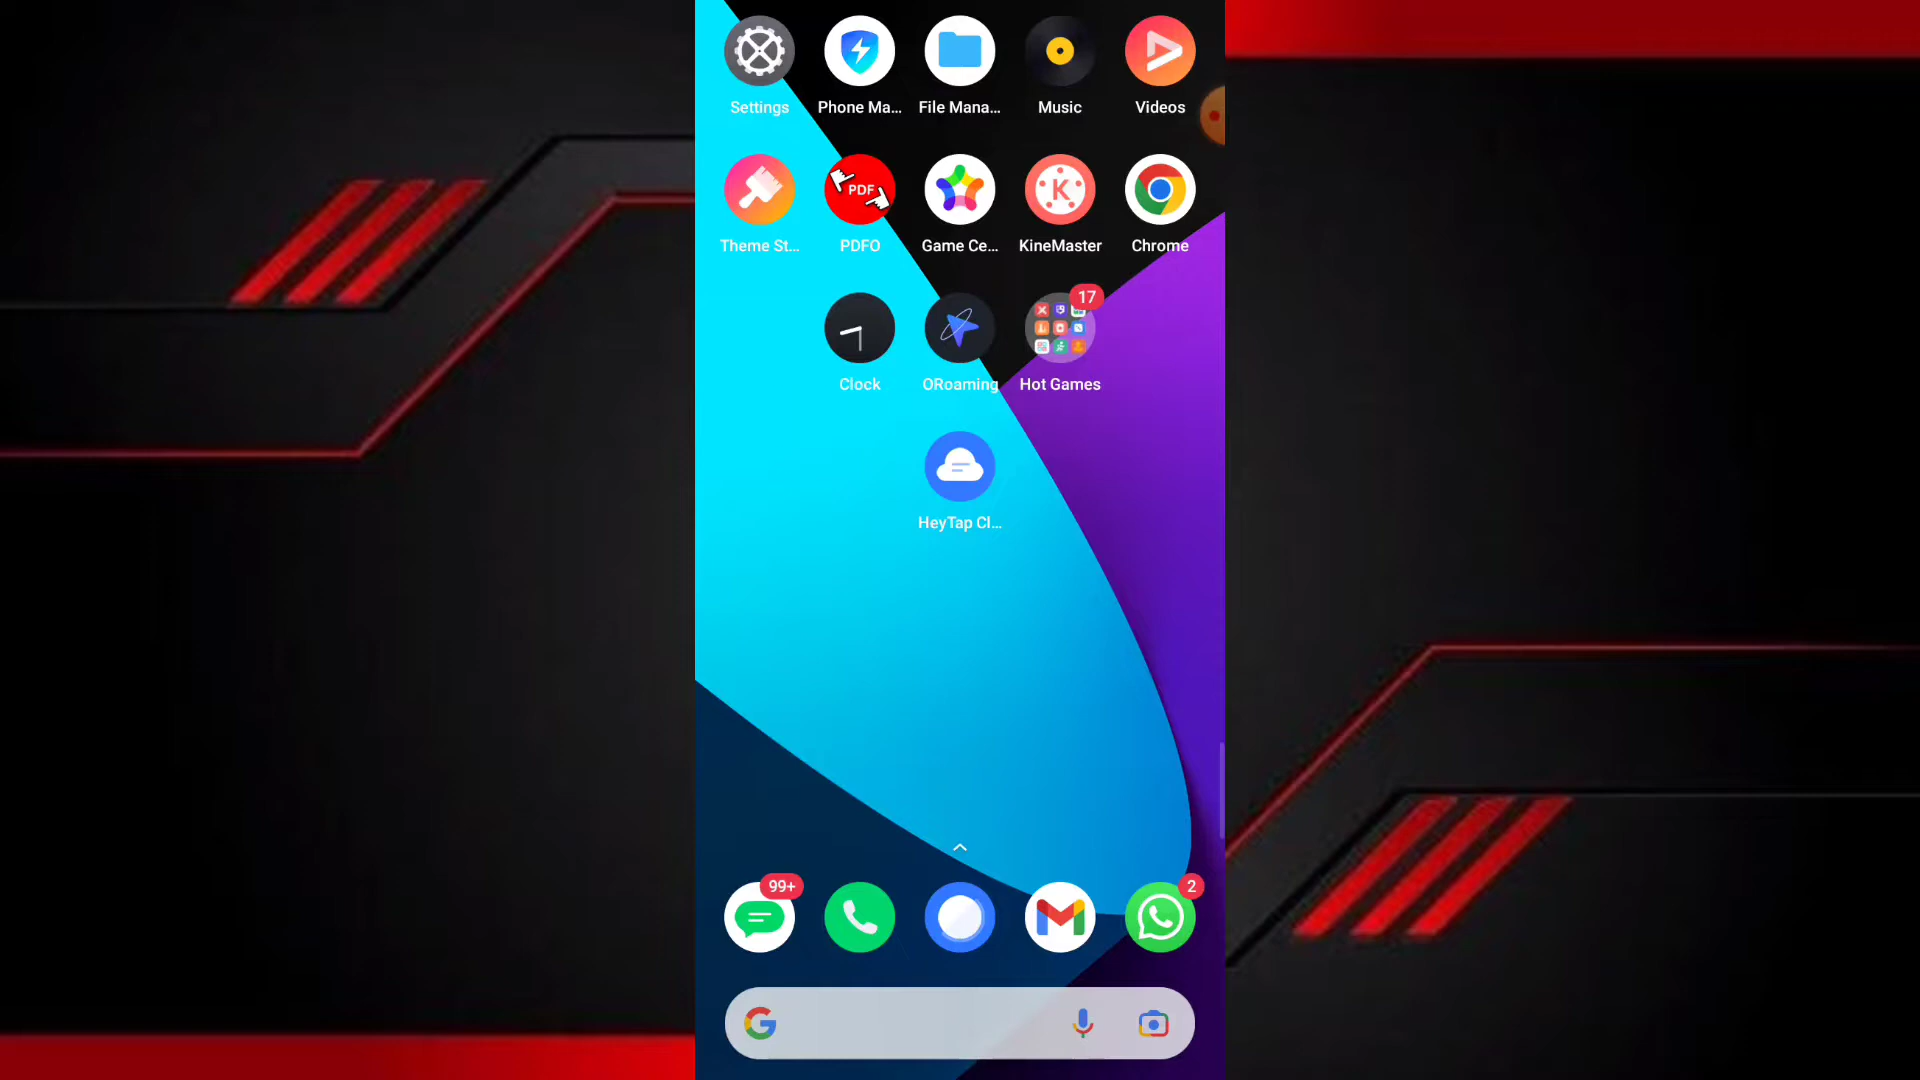 Settings
Phone Ma...
File Mana...
Music
Videos
Theme St...
PDF
PDFO
Game Ce...
K
KineMaster
Chrome
17
Clock
ORoaming
Hot Games
HeyTap Cl...
99+
2